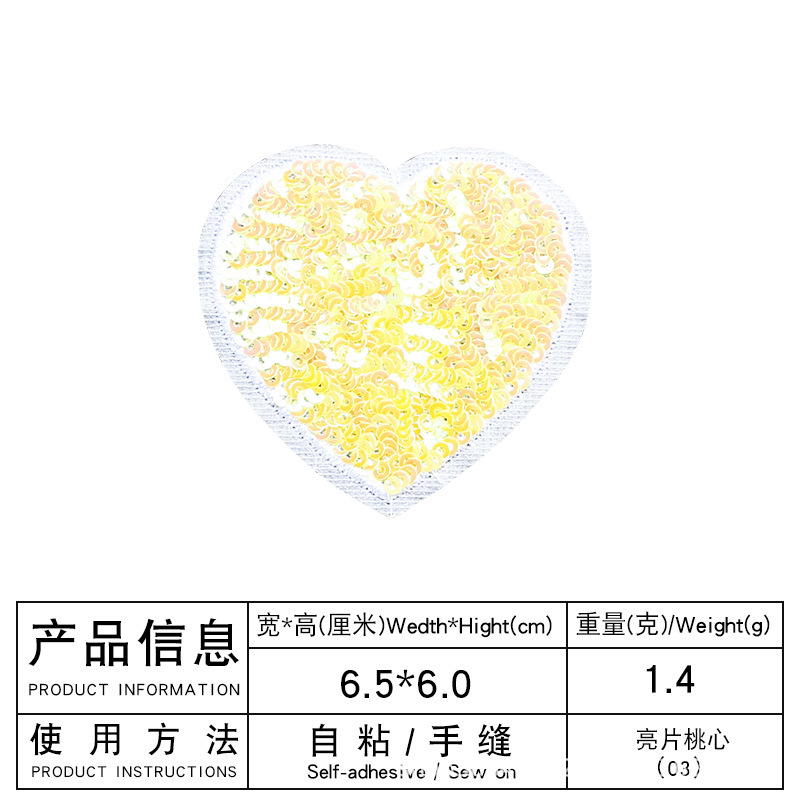 产品信息
PRODUCT INFORMATION
宽*高(厘米)Wedth*Hight(cm)
重量(克)/Weight(g)
6.5*6.0
1.4
使用方法
PRODUCT INSTRUCTIONS
自粘/手缝
Self-adhesive / Sew on
亮片桃心
(03)